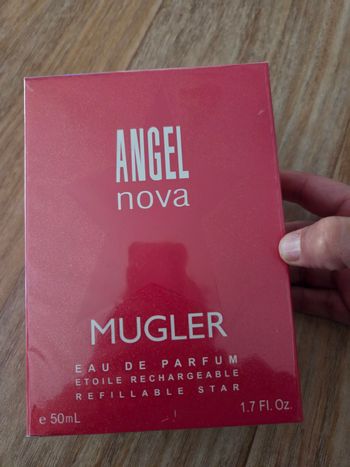 ANGEL
nova
MUGLER
EAU DE PARFUM
ETOILE RECHARGEABLE
REFILLABLE STAR
e 50mL 1.7 Fl. Oz.